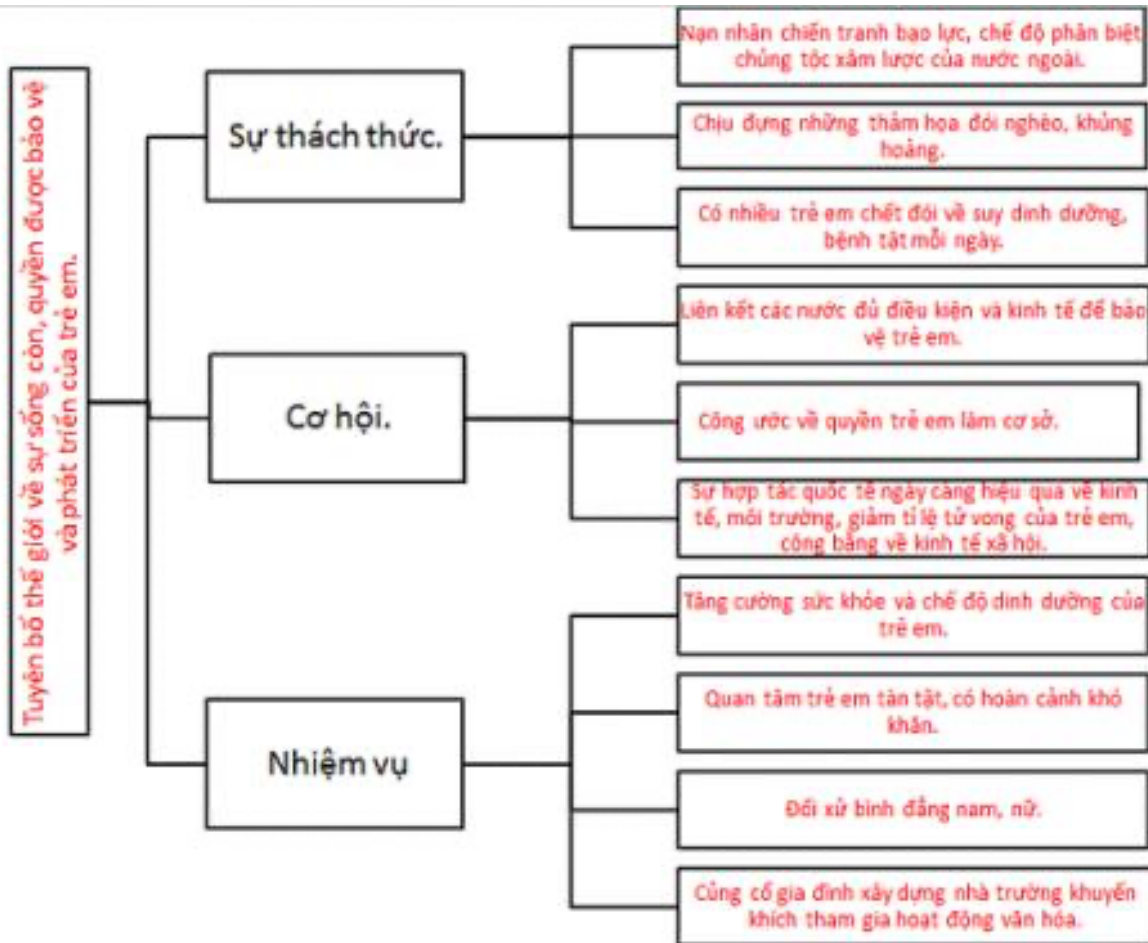 Tuyên bố thế giới về sự sống còn, quyền được bảo vệ
và phát triển của trẻ em.
Sự thách thức.
Nạn nhân chiến tranh bạo lực, chế độ phân biệt
chủng tộc xâm lược của nước ngoài.
Chịu đựng những thảm họa đói nghèo, khủng
hoảng.
Có nhiều trẻ em chết đói về suy dinh dưỡng,
bệnh tật mỗi ngày.
Cơ hội.
Liên kết các nước đủ điều kiện và kinh tế để bảo
vệ trẻ em.
Công ước về quyền trẻ em làm cơ sở.
Sự hợp tác quốc tế ngày càng hiệu quả về kinh
tế, môi trường, giảm tỉ lệ tử vong của trẻ em,
công bằng về kinh tế xã hội.
Nhiệm vụ
Tăng cường sức khỏe và chế độ dinh dưỡng của
trẻ em.
Quan tâm trẻ em tàn tật, có hoàn cảnh khó
khăn.
Đối xử bình đẳng nam, nữ.
Củng cố gia đình xây dựng nhà trường khuyến
khích tham gia hoạt động văn hóa.